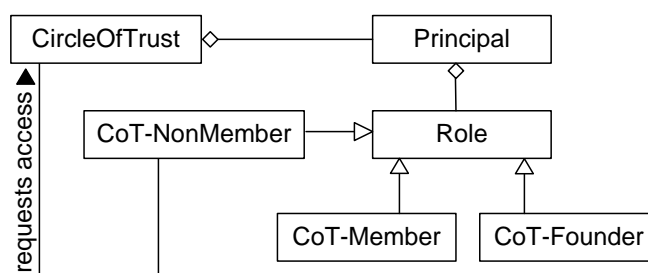 CircleOfTrust
Principal
requests access
CoT-NonMember
Role
CoT-Member
CoT-Founder